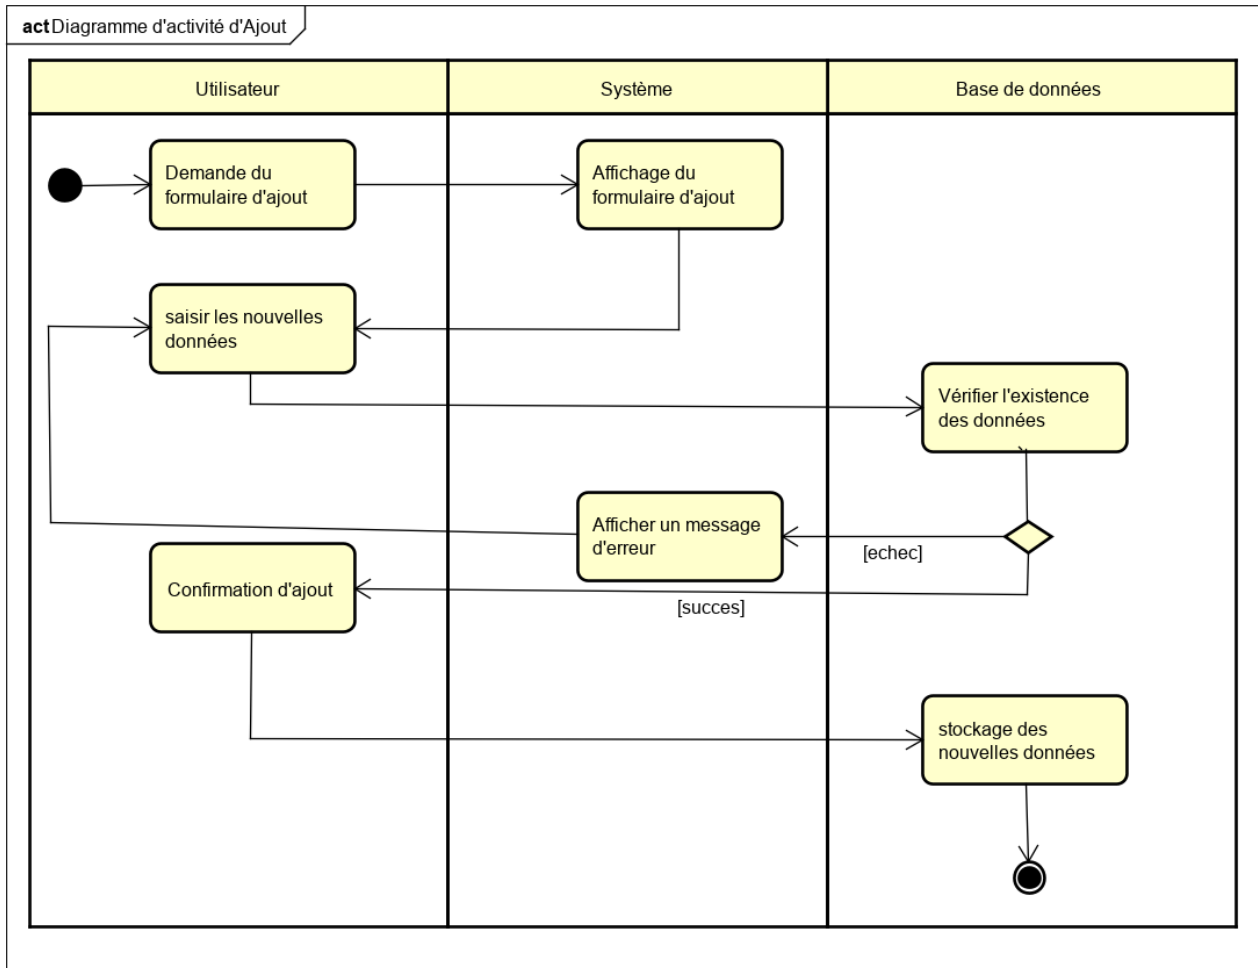 act Diagramme d'activité d'Ajout
Utilisateur
Système
Base de données
Demande du
formulaire d'ajout
Affichage du
formulaire d'ajout
saisir les nouvelles
données
Vérifier l'existence
des données
Afficher un message
d'erreur
[echec]
Confirmation d'ajout
[succes]
stockage des
nouvelles données